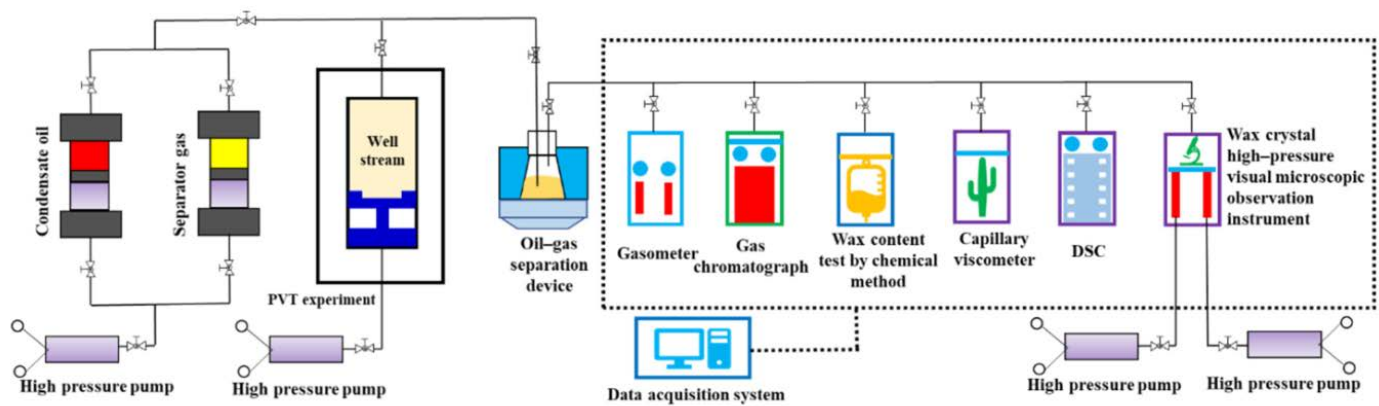 Condensate oil
Separator gas
Well
stream
PVT experiment
High pressure pump
High pressure pump
Oil–gas
separation
device
Gasometer
Gas
chromatograph
Wax content
test by chemical
method
Capillary
viscometer
DSC
Wax crystal
high–pressure
visual microscopic
observation
instrument
Data acquisition system
High pressure pump
High pressure pump